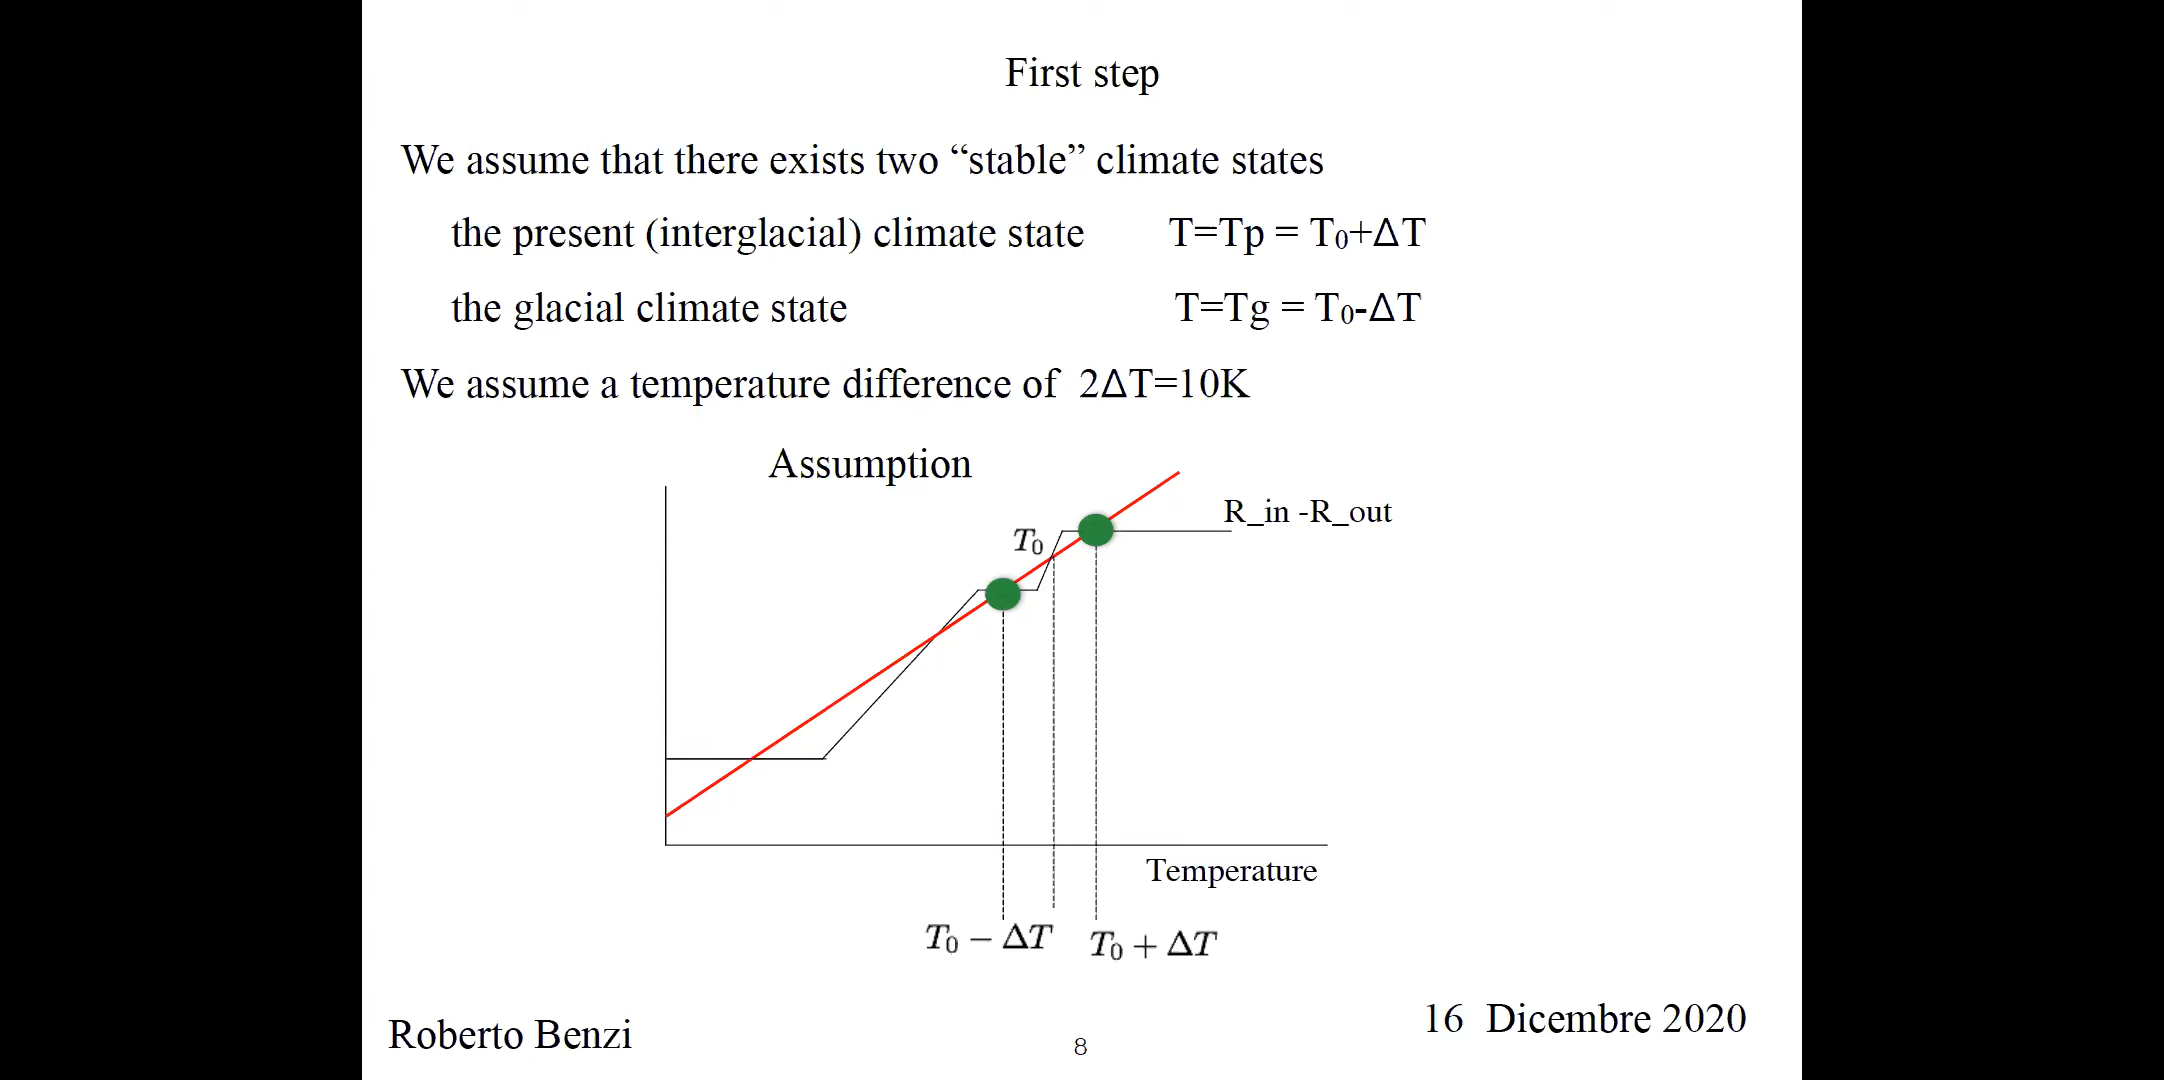 First step
We assume that there exists two “stable” climate states
the present (interglacial) climate state T=Tp = T₀+ΔT
the glacial climate state T=Tg = T₀-ΔT
We assume a temperature difference of 2ΔT=10K
Assumption
R_in -R_out
T₀
Temperature
T₀ − ΔT
T₀ + ΔT
Roberto Benzi
8
16 Dicembre 2020